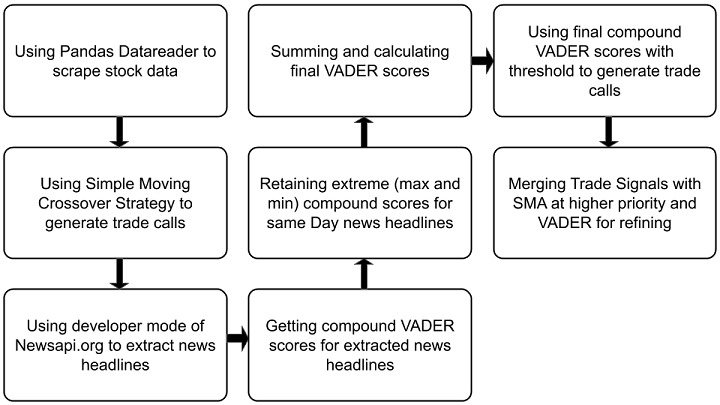 Using Pandas Datareader to
scrape stock data
Using Simple Moving
Crossover Strategy to
generate trade calls
Using developer mode of
Newsapi.org to extract news
headlines
Getting compound VADER
scores for extracted news
headlines
Retaining extreme (max and
min) compound scores for
same Day news headlines
Summing and calculating
final VADER scores
Using final compound
VADER scores with
threshold to generate trade
calls
Merging Trade Signals with
SMA at higher priority and
VADER for refining